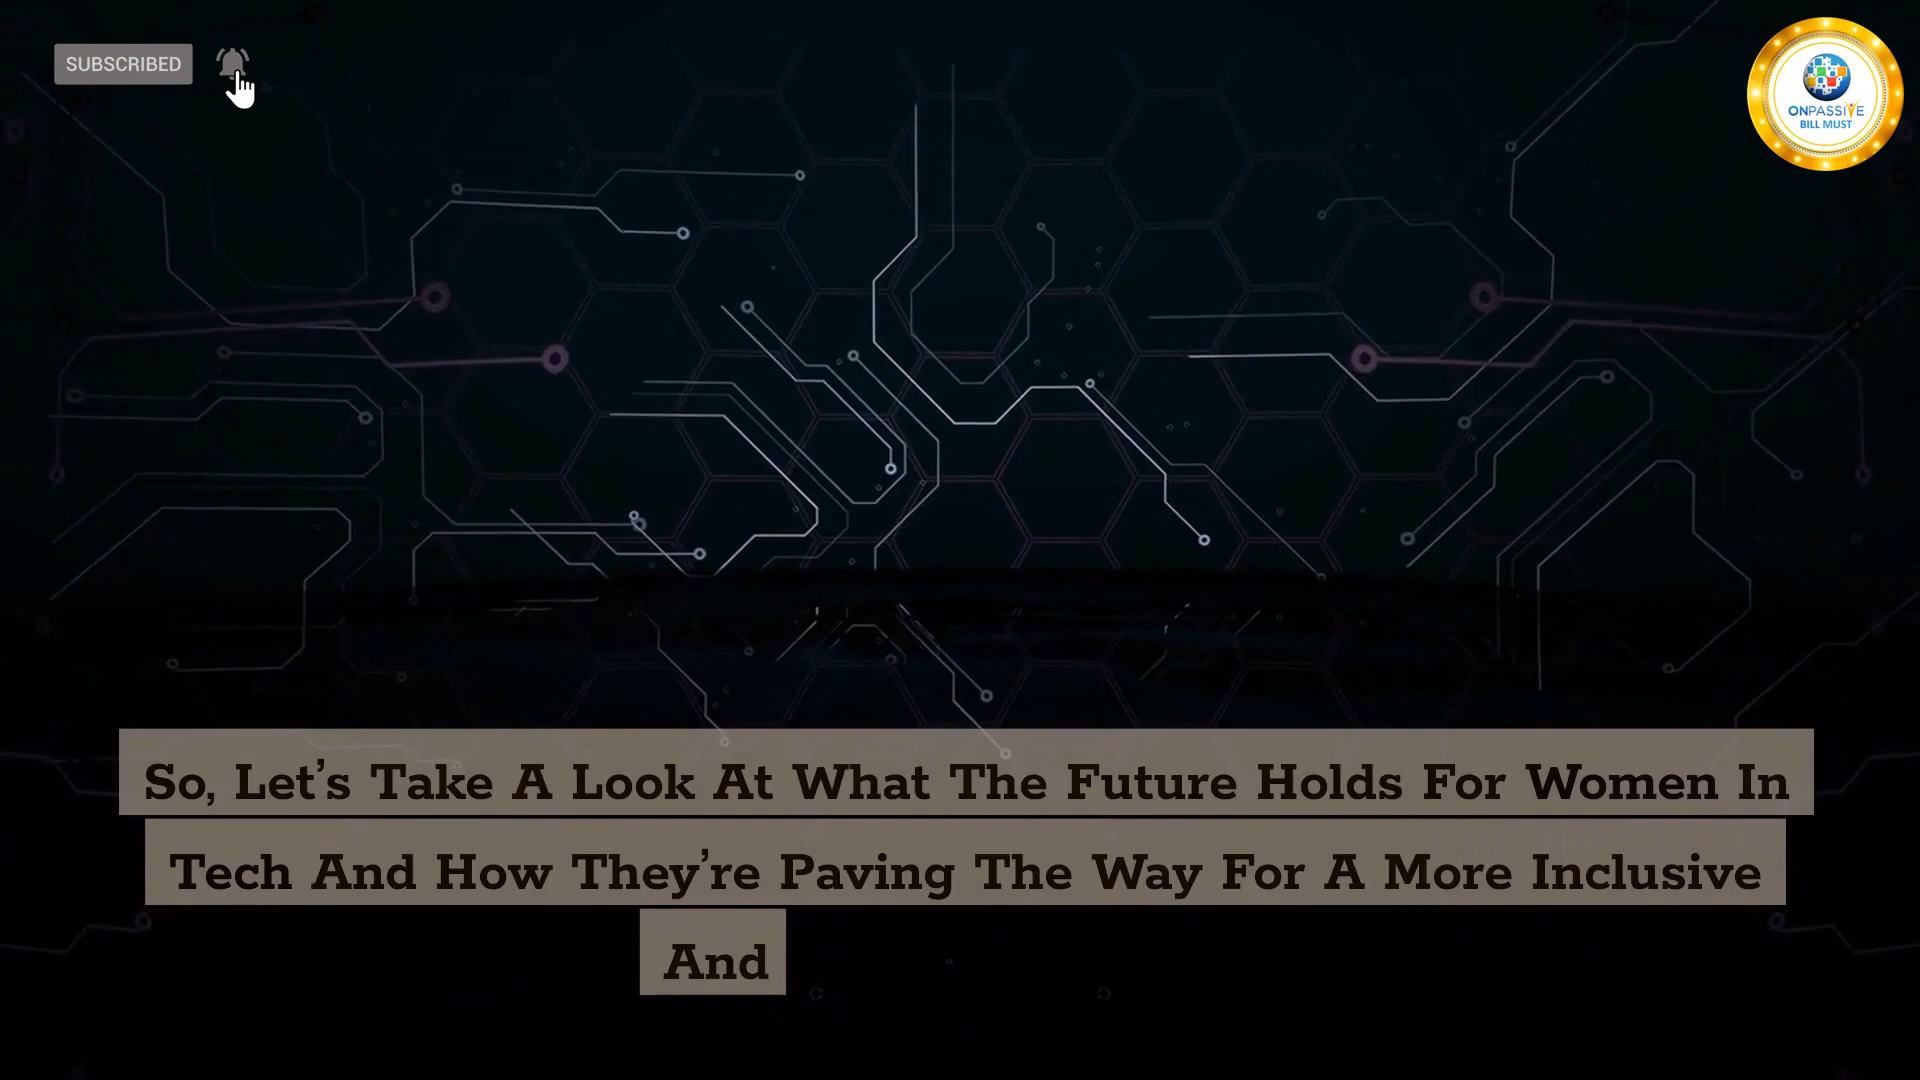 SUBSCRIBED
ONPASSIVE
BILL MUST
So, Let's Take A Look At What The Future Holds For Women In
Tech And How They're Paving The Way For A More Inclusive
And